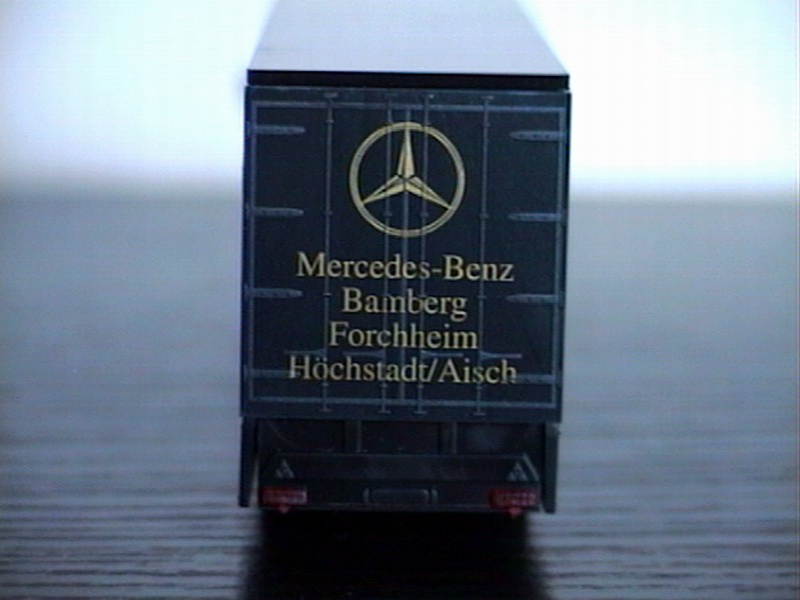 Mercedes-Benz
Bamberg
Forchheim
Höchstadt/Aisch